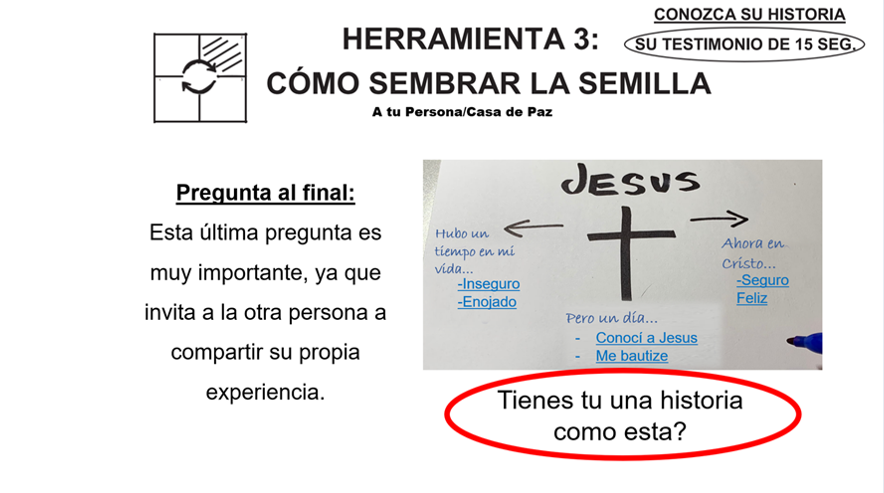 CONOZCA SU HISTORIA
SU TESTIMONIO DE 15 SEG.
HERRAMIENTA 3:
CÓMO SEMBRAR LA SEMILLA
A tu Persona/Casa de Paz
Pregunta al final:
Esta última pregunta es
muy importante, ya que
invita a la otra persona a
compartir su propia
experiencia.
JESUS
Hubo un
tiempo en mi
vida...
-Inseguro
-Enojado
Ahora en
Cristo...
-Seguro
Feliz
Pero un día...
- Conocí a Jesus
- Me bautize
Tienes tu una historia
como esta?